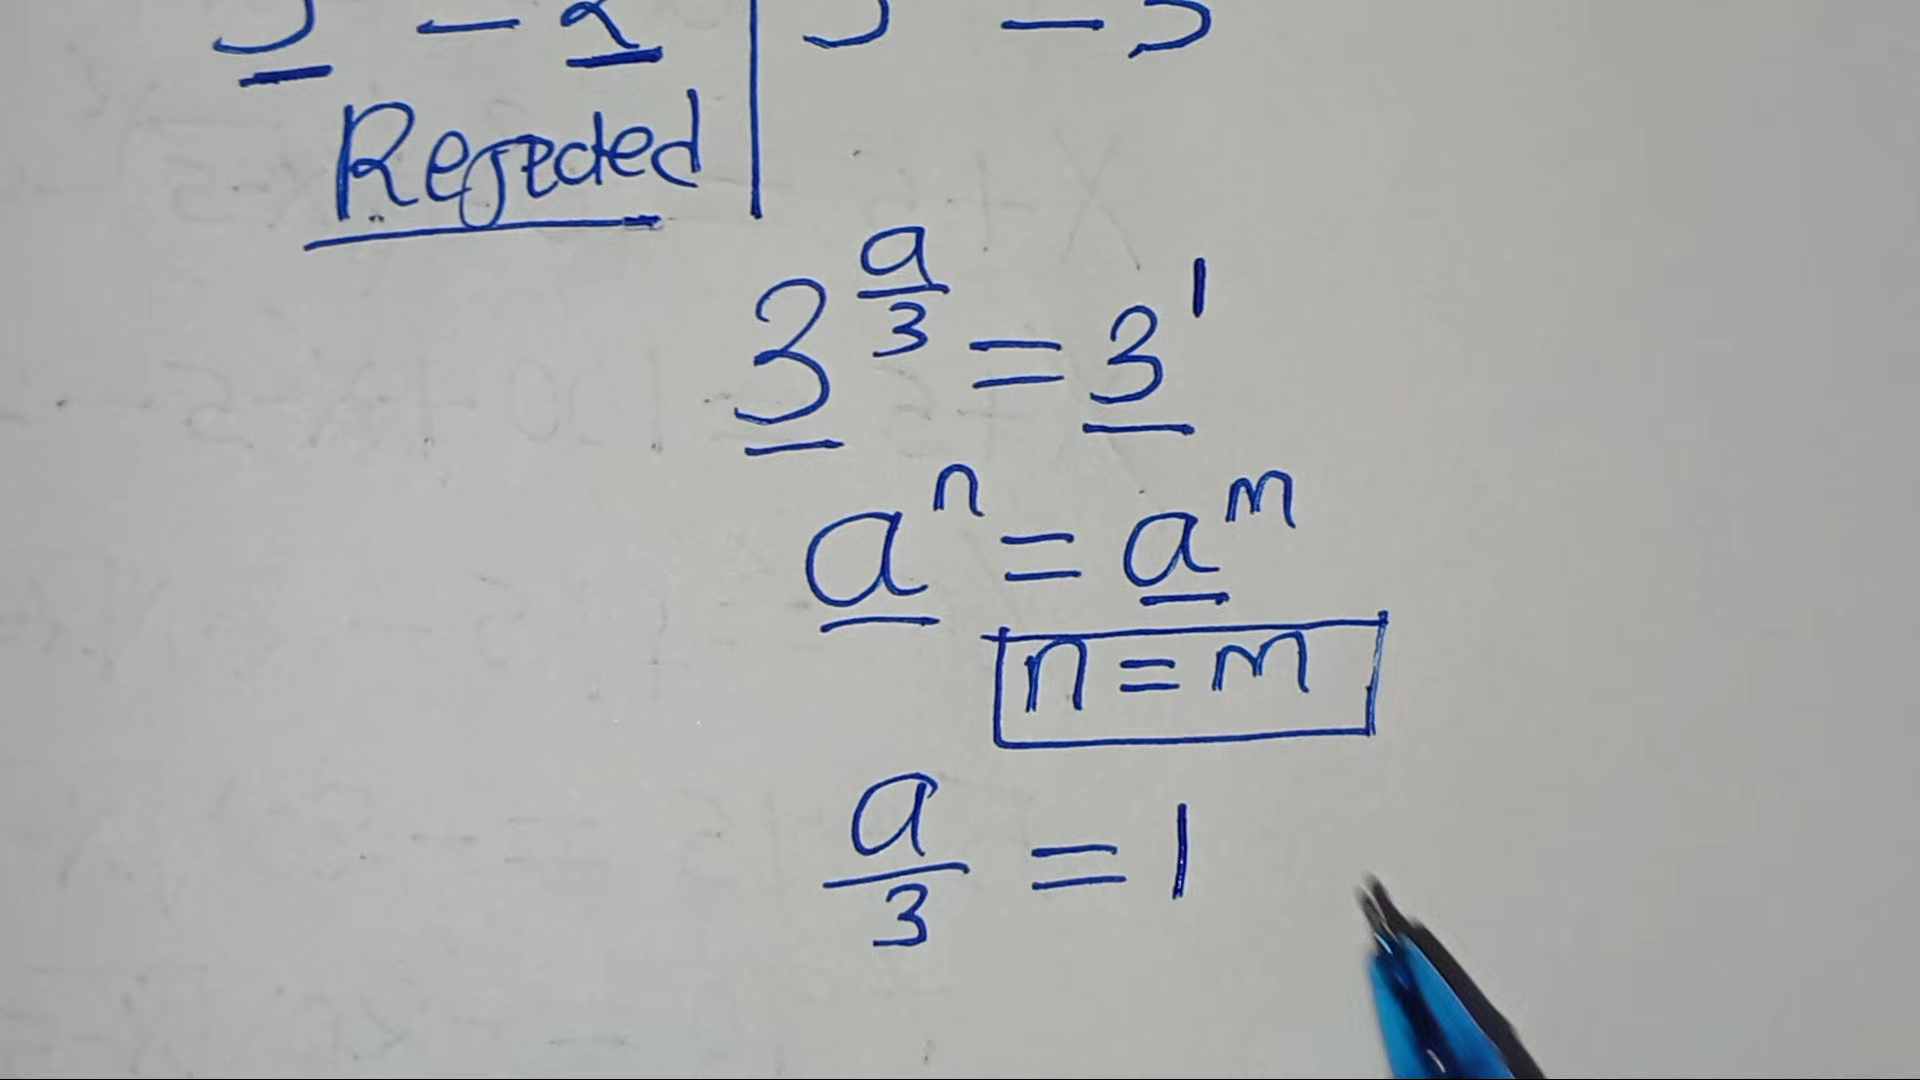 Rejected
3^(a/3) = 3^1
a^n = a^m
n = m
a/3 = 1